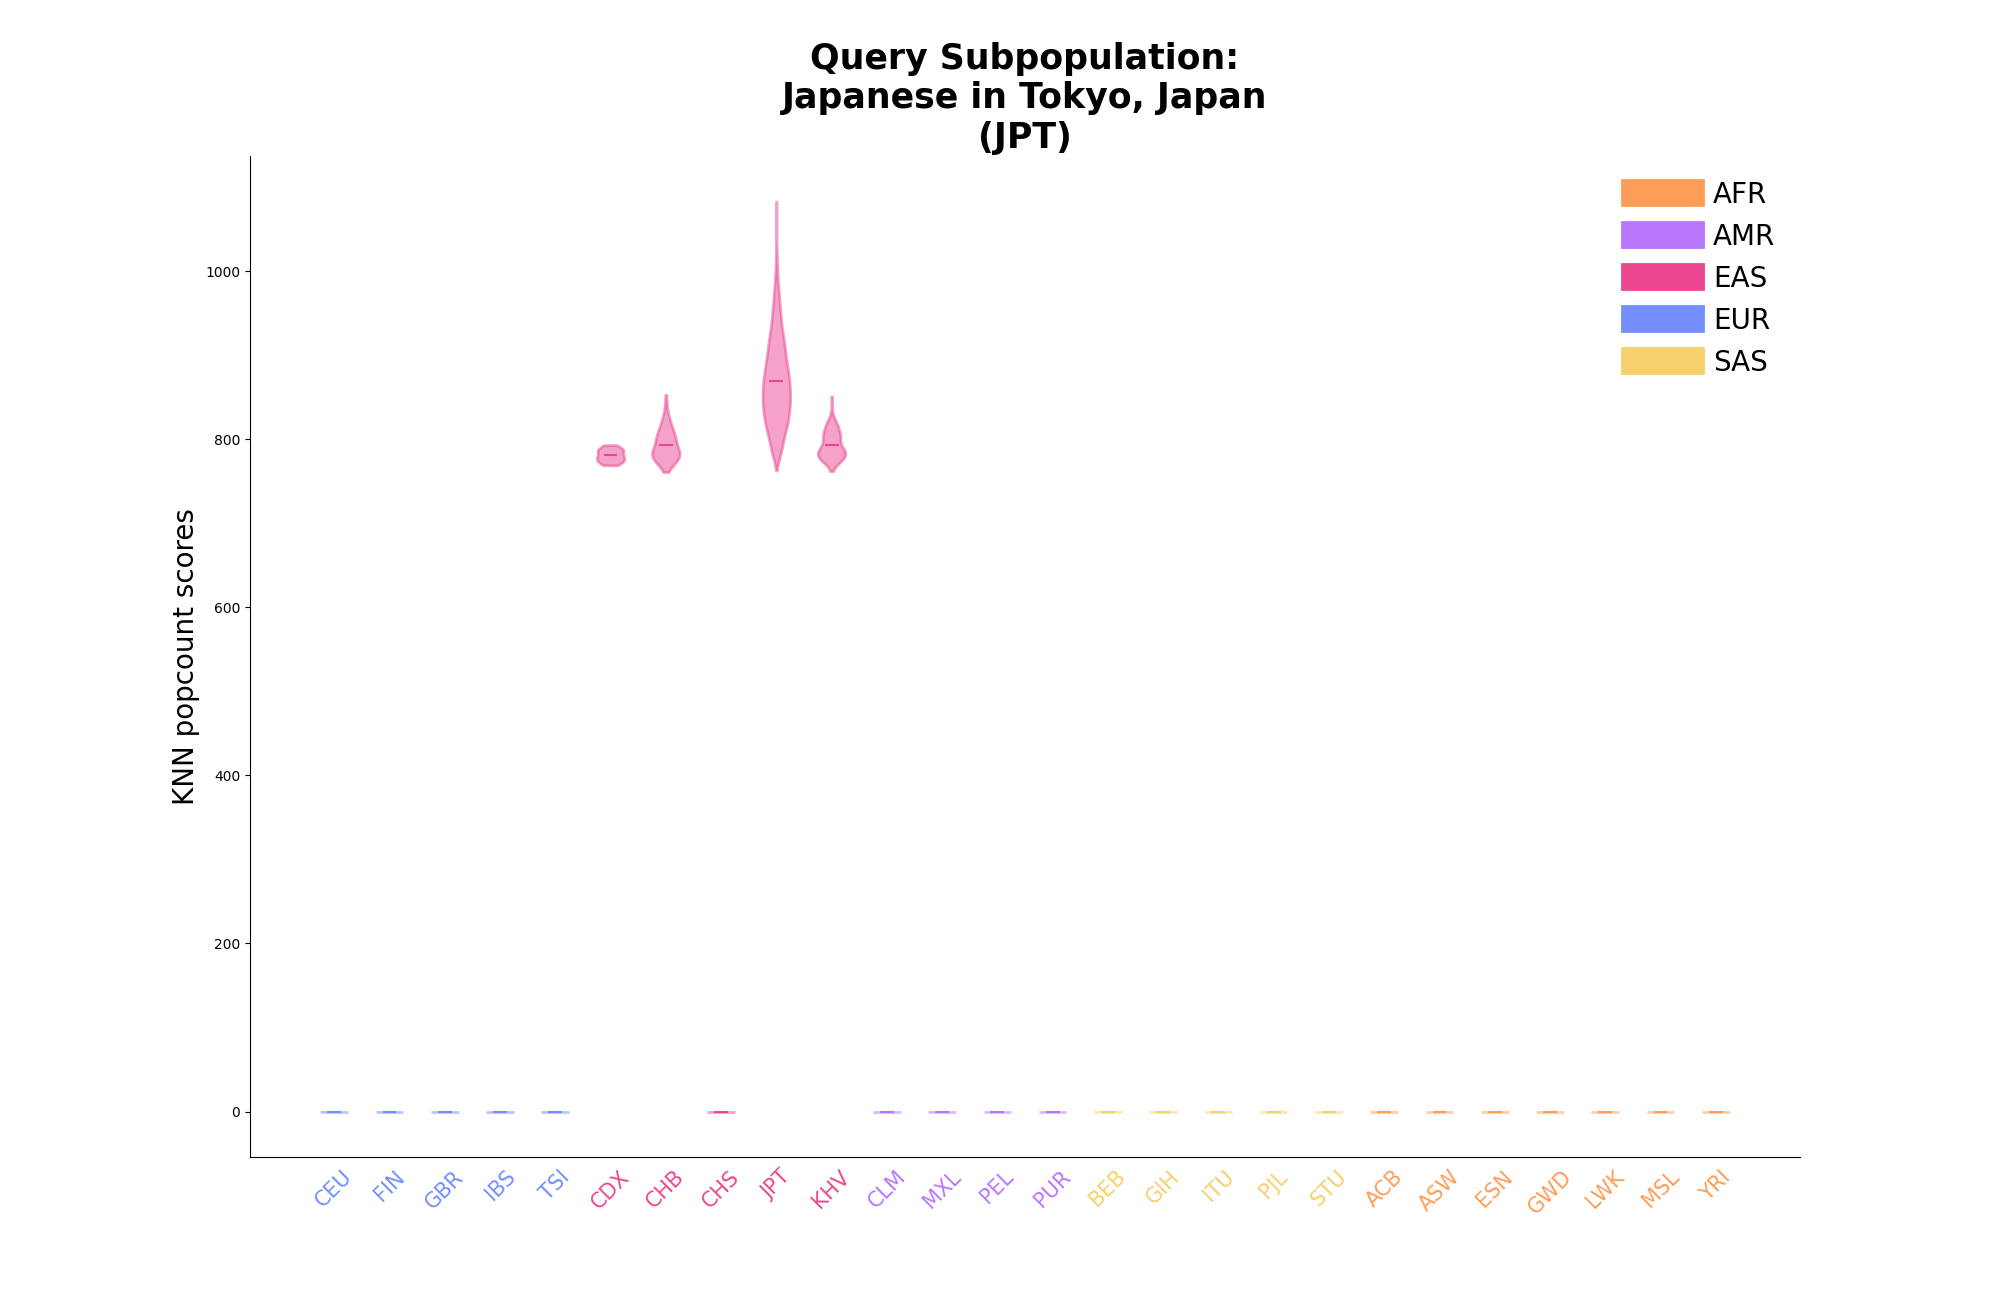 Query Subpopulation:
Japanese in Tokyo, Japan
(JPT)
AFR
AMR
EAS
EUR
SAS
KNN popcount scores
1000
800
600
400
200
0
CEU
FIN
GBR
IBS
TSI
CDX
CHB
CHS
JPT
KHV
CLM
MXL
PEL
PUR
BEB
GIH
ITU
PJL
STU
ACB
ASW
ESN
GWD
LWK
MSL
YRI